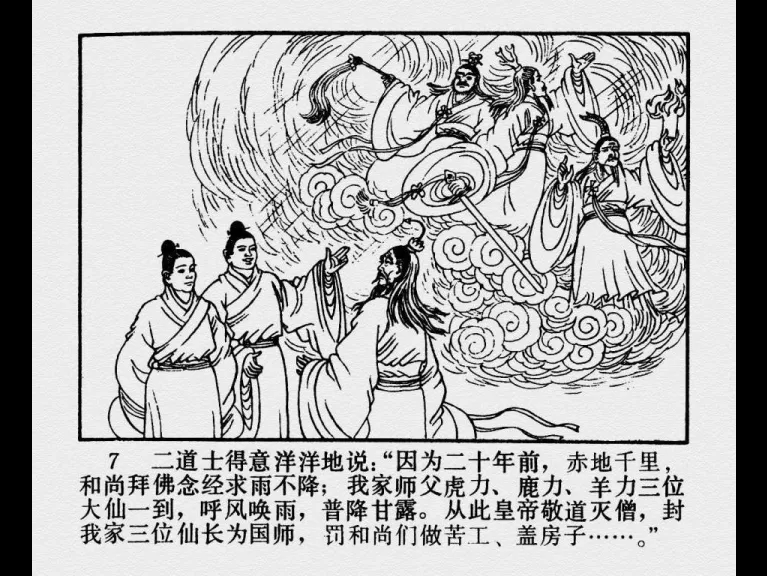 7 二道士得意洋洋地说：“因为二十年前，赤地千里，
和尚拜佛念经求雨不降；我家师父虎力、鹿力、羊力三位
大仙一到，呼风唤雨，普降甘露。从此皇帝敬道灭僧，封
我家三位仙长为国师，罚和尚们做苦工、盖房子……。”